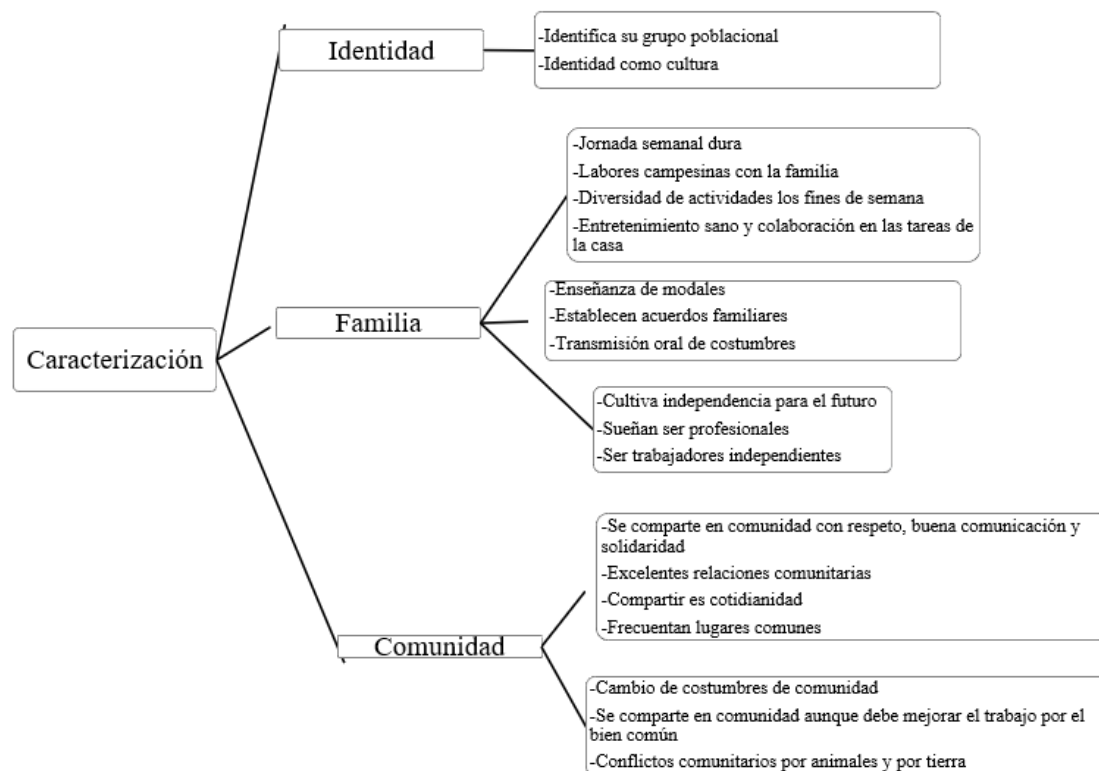 Caracterización
Identidad
-Identifica su grupo poblacional
-Identidad como cultura
Familia
-Jornada semanal dura
-Labores campesinas con la familia
-Diversidad de actividades los fines de semana
-Entretenimiento sano y colaboración en las tareas de
la casa
-Enseñanza de modales
-Establecen acuerdos familiares
-Transmisión oral de costumbres
-Cultiva independencia para el futuro
-Sueñan ser profesionales
-Ser trabajadores independientes
Comunidad
-Se comparte en comunidad con respeto, buena comunicación y
solidaridad
-Excelentes relaciones comunitarias
-Compartir es cotidianidad
-Frecuentan lugares comunes
-Cambio de costumbres de comunidad
-Se comparte en comunidad aunque debe mejorar el trabajo por el
bien común
-Conflictos comunitarios por animales y por tierra